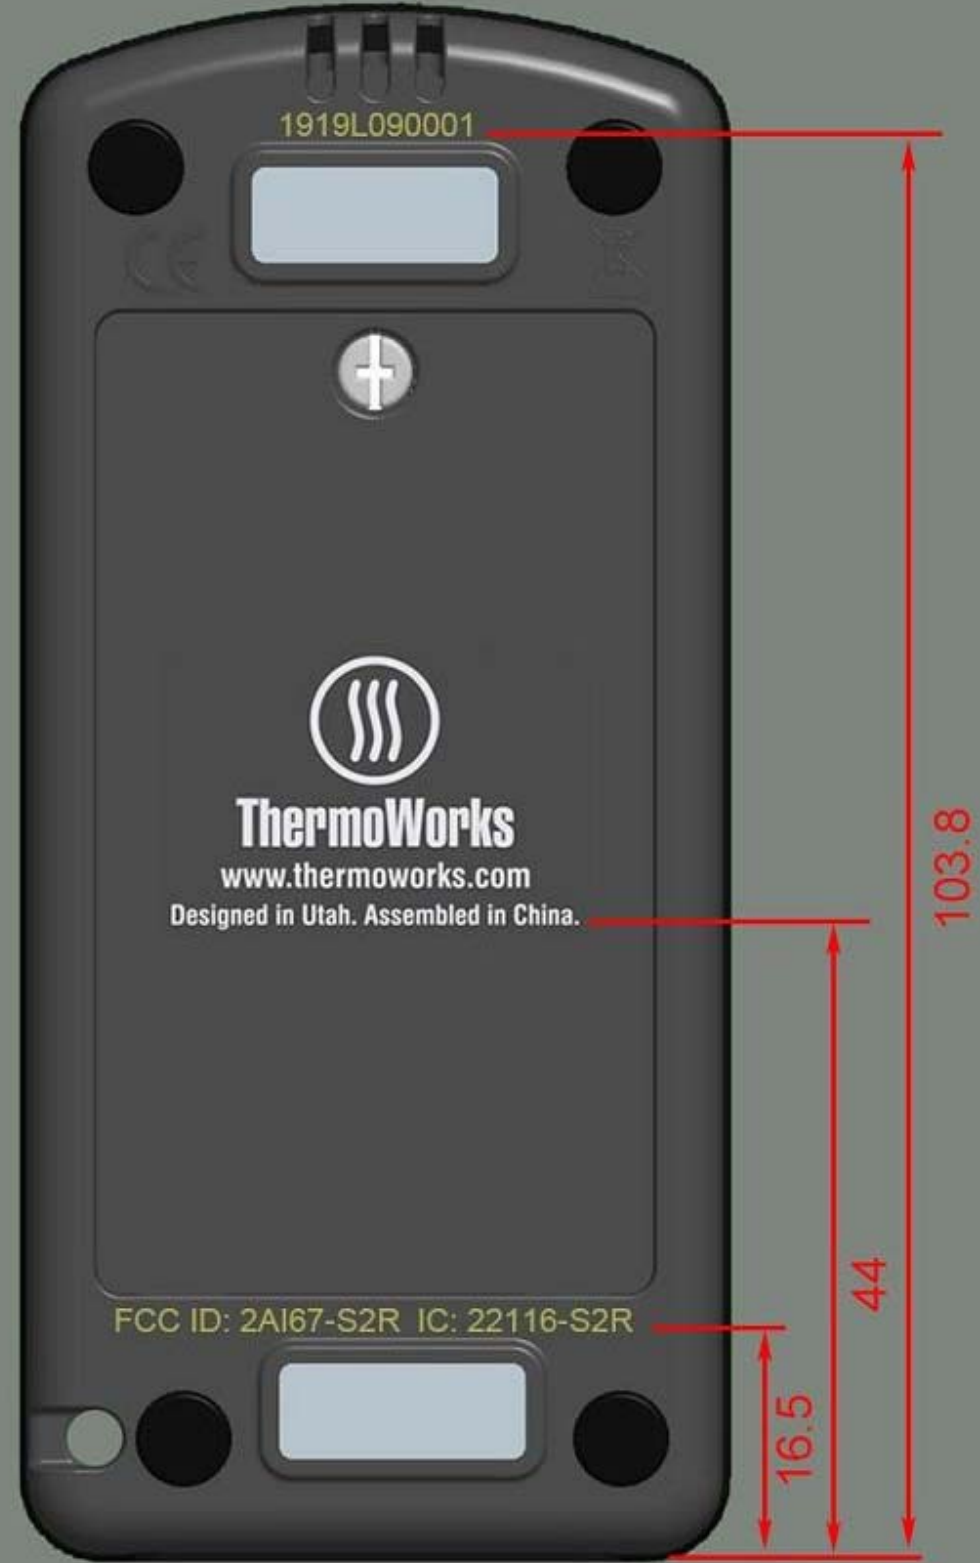 1919L090001
CE
ThermoWorks
www.thermoworks.com
Designed in Utah. Assembled in China.
103.8
44
FCC ID: 2AI67-S2R IC: 22116-S2R
16.5